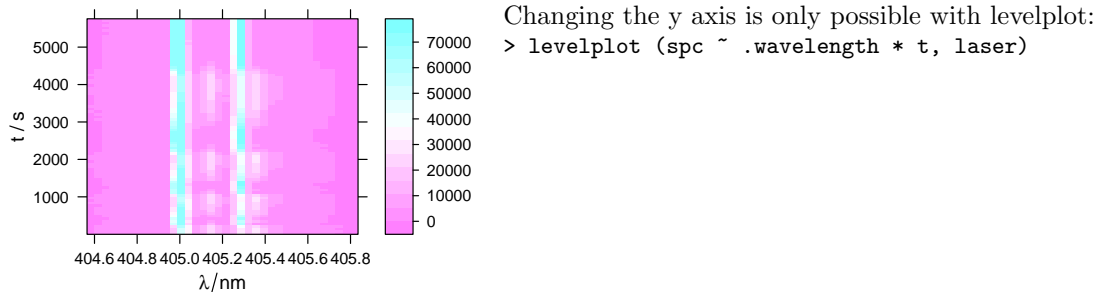 Changing the y axis is only possible with levelplot:
> levelplot (spc ~ .wavelength * t, laser)
t / s
5000
4000
3000
2000
1000
404.6 404.8 405.0 405.2 405.4 405.6 405.8
λ/nm
70000
60000
50000
40000
30000
20000
10000
0